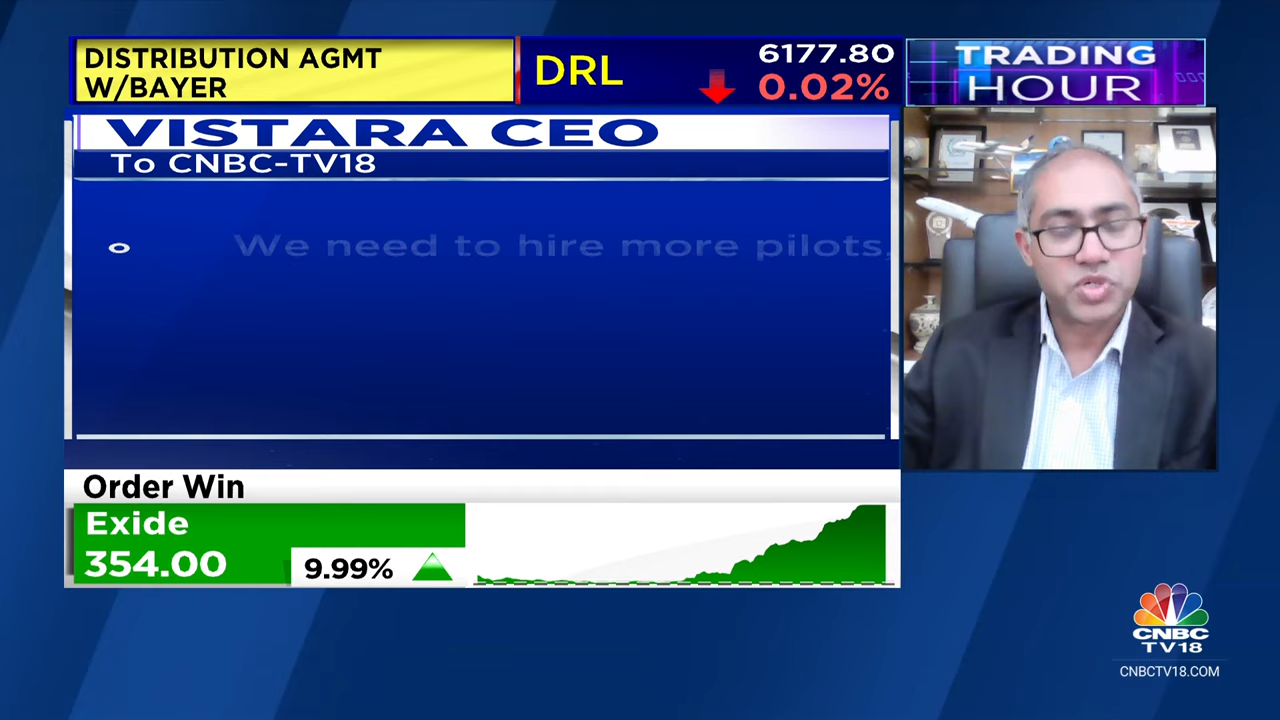 DISTRIBUTION AGMT
W/BAYER
DRL
6177.80
0.02%
TRADING
HOUR
VISTARA CEO
To CNBC-TV18
We need to hire more pilots,
Order Win
Exide
354.00
9.99%
CNBC
TV18
CNBCTV18.COM